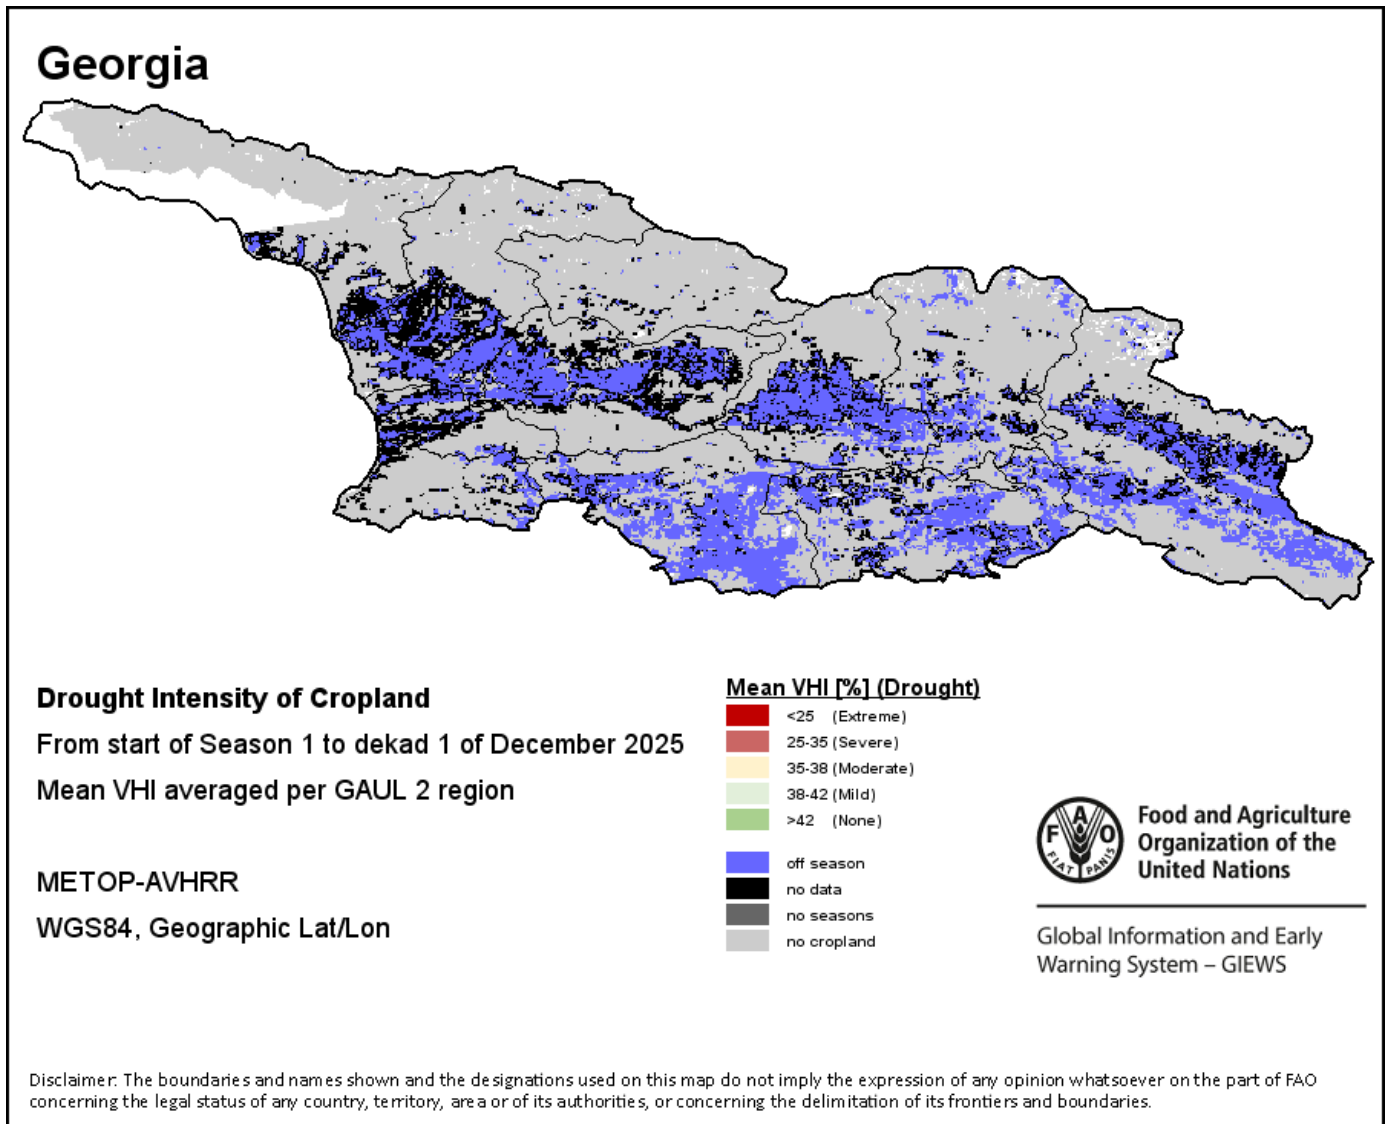 Georgia
Drought Intensity of Cropland
From start of Season 1 to dekad 1 of December 2025
Mean VHI averaged per GAUL 2 region
METOP-AVHRR
WGS84, Geographic Lat/Lon
Mean VHI [%] (Drought)
<25 (Extreme)
25-35 (Severe)
35-38 (Moderate)
38-42 (Mild)
>42 (None)
off season
no data
no seasons
no cropland
F A O
FIAT PANIS
Food and Agriculture
Organization of the
United Nations
Global Information and Early
Warning System – GIEWS
Disclaimer: The boundaries and names shown and the designations used on this map do not imply the expression of any opinion whatsoever on the part of FAO
concerning the legal status of any country, territory, area or of its authorities, or concerning the delimitation of its frontiers and boundaries.